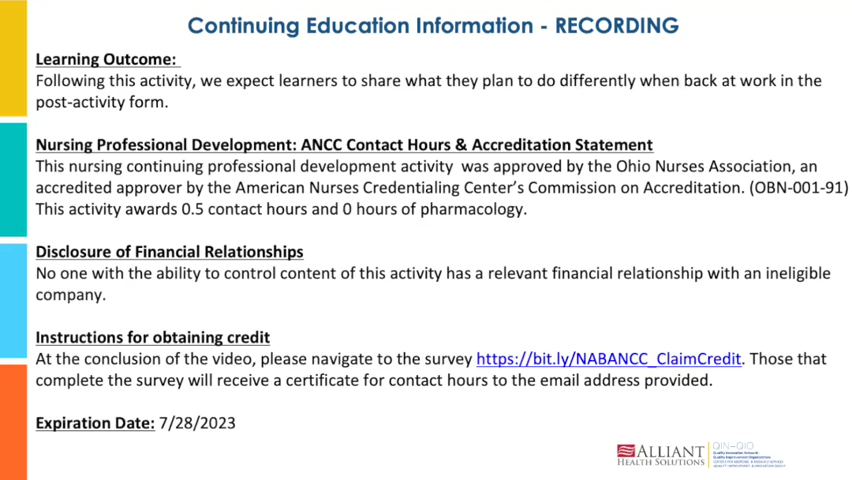 Continuing Education Information - RECORDING
Learning Outcome:
Following this activity, we expect learners to share what they plan to do differently when back at work in the
post-activity form.
Nursing Professional Development: ANCC Contact Hours & Accreditation Statement
This nursing continuing professional development activity was approved by the Ohio Nurses Association, an
accredited approver by the American Nurses Credentialing Center's Commission on Accreditation. (OBN-001-91)
This activity awards 0.5 contact hours and 0 hours of pharmacology.
Disclosure of Financial Relationships
No one with the ability to control content of this activity has a relevant financial relationship with an ineligible
company.
Instructions for obtaining credit
At the conclusion of the video, please navigate to the survey https://bit.ly/NABANCC_ClaimCredit. Those that
complete the survey will receive a certificate for contact hours to the email address provided.
Expiration Date: 7/28/2023
ALLIANT
HEALTH SOLUTIONS
QIN-QIO
Quality Innovation Network -
Quality Improvement Organizations